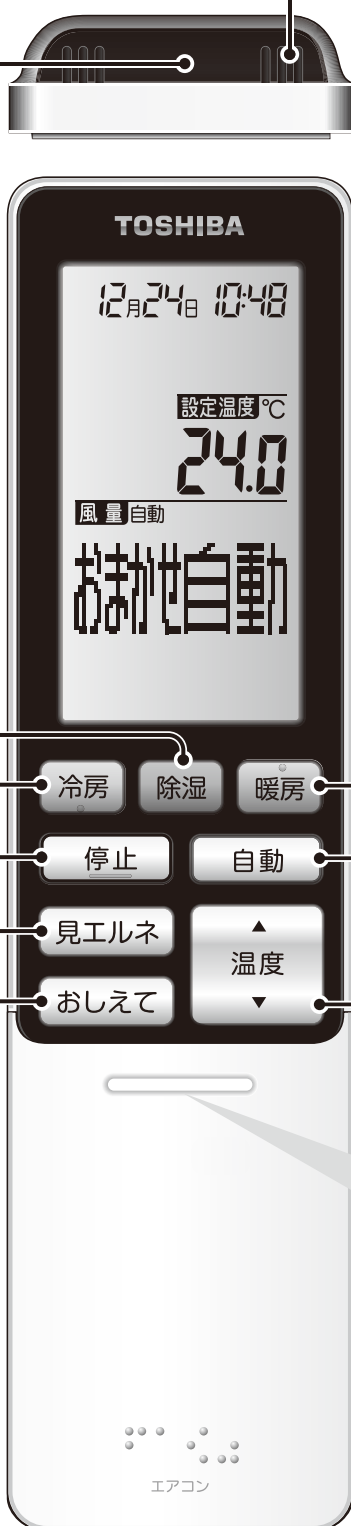 TOSHIBA
12月24日 10:48
設定温度 ℃
24.0
風量 自動
おまかせ自動
冷房 除湿 暖房
停止 自動
見エルネ
▲
温度
▼
おしえて
エアコン